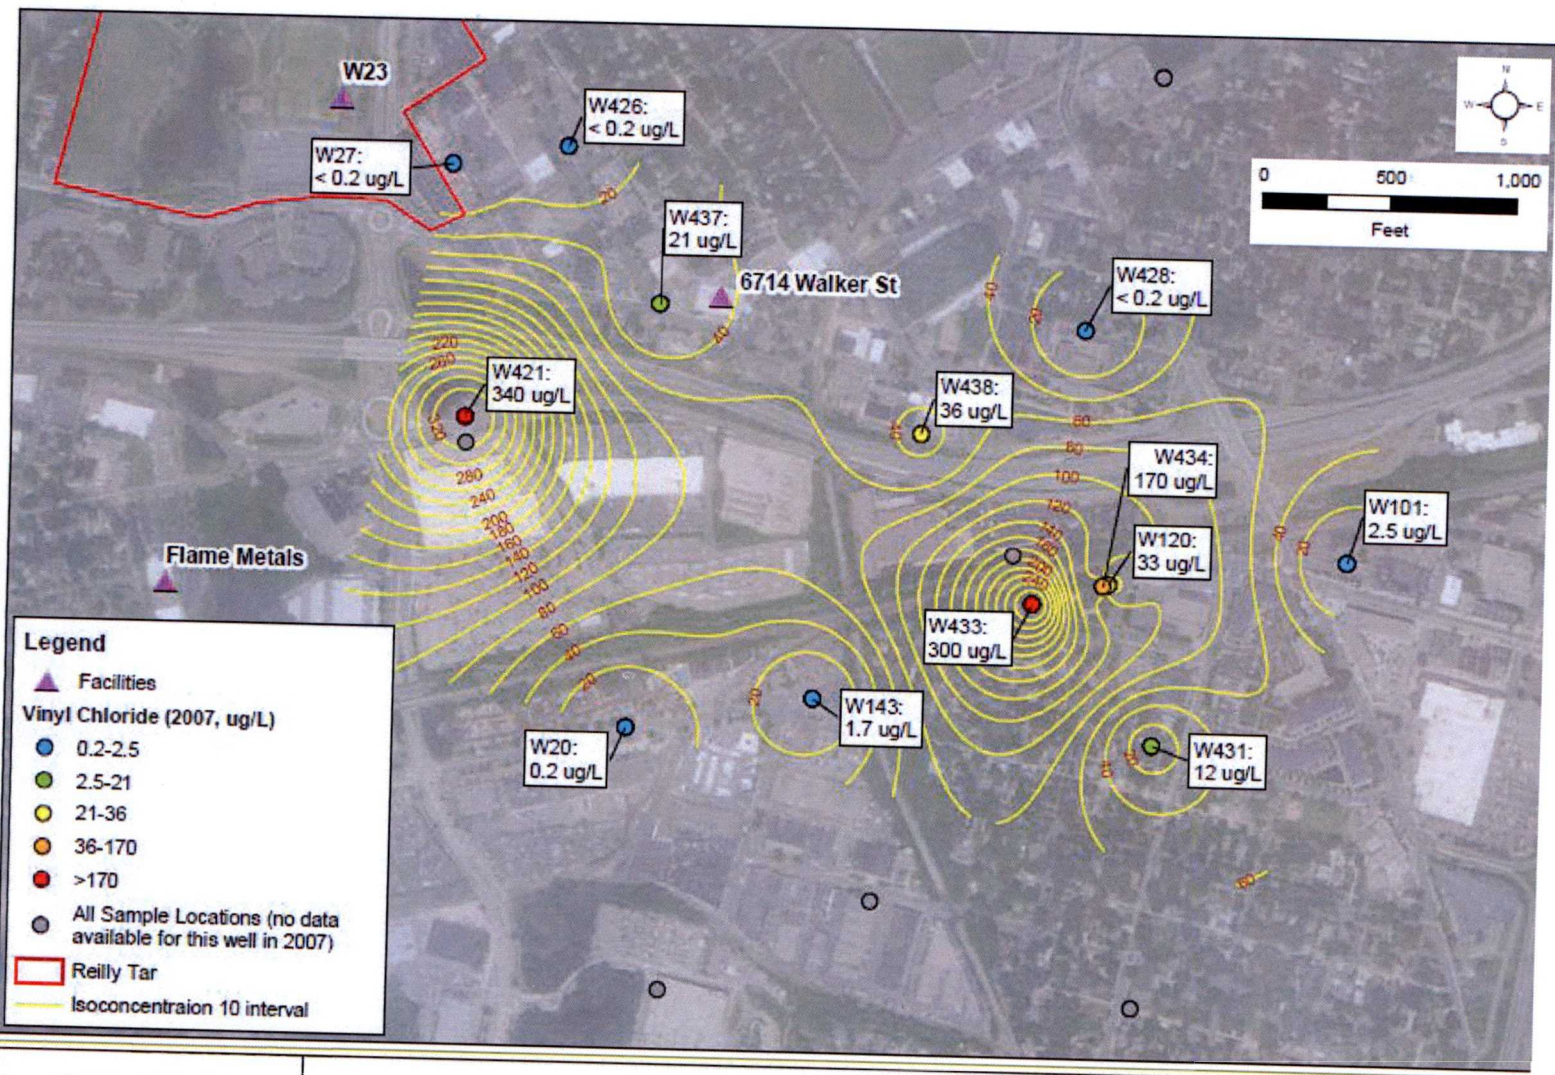 W23
W426:
< 0.2 ug/L
W27:
< 0.2 ug/L
N
W
E
S
0
500
1,000
Feet
20
W437:
21 ug/L
6714 Walker St
40
W428:
< 0.2 ug/L
40
20
220
260
W421:
340 ug/L
320
W438:
36 ug/L
60
80
280
240
200
180
160
140
120
100
80
60
40
20
100
120
W434:
170 ug/L
W120:
33 ug/L
W101:
2.5 ug/L
40
20
Flame Metals
W433:
300 ug/L
W143:
1.7 ug/L
20
W20:
0.2 ug/L
W431:
12 ug/L
60
Legend
Facilities
Vinyl Chloride (2007, ug/L)
0.2-2.5
2.5-21
21-36
36-170
>170
All Sample Locations (no data
available for this well in 2007)
Reilly Tar
Isoconcentraion 10 interval